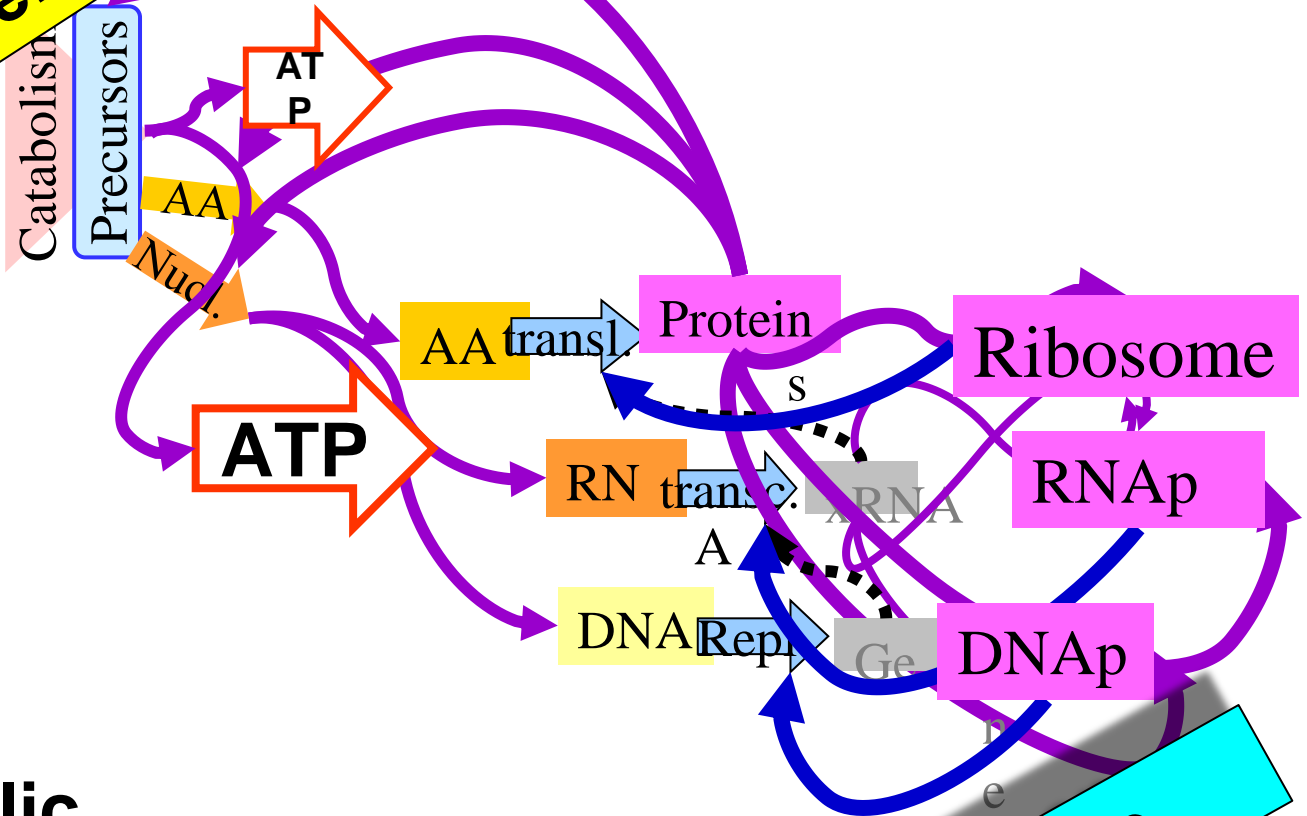 Catabolism
Precursors
AT
P
AA
Nucl.
AA
transl.
Protein
s
Ribosome
ATP
RN
A
transc.
xRNA
RNAp
DNA
Repl
Ge
n
e
DNAp
lic